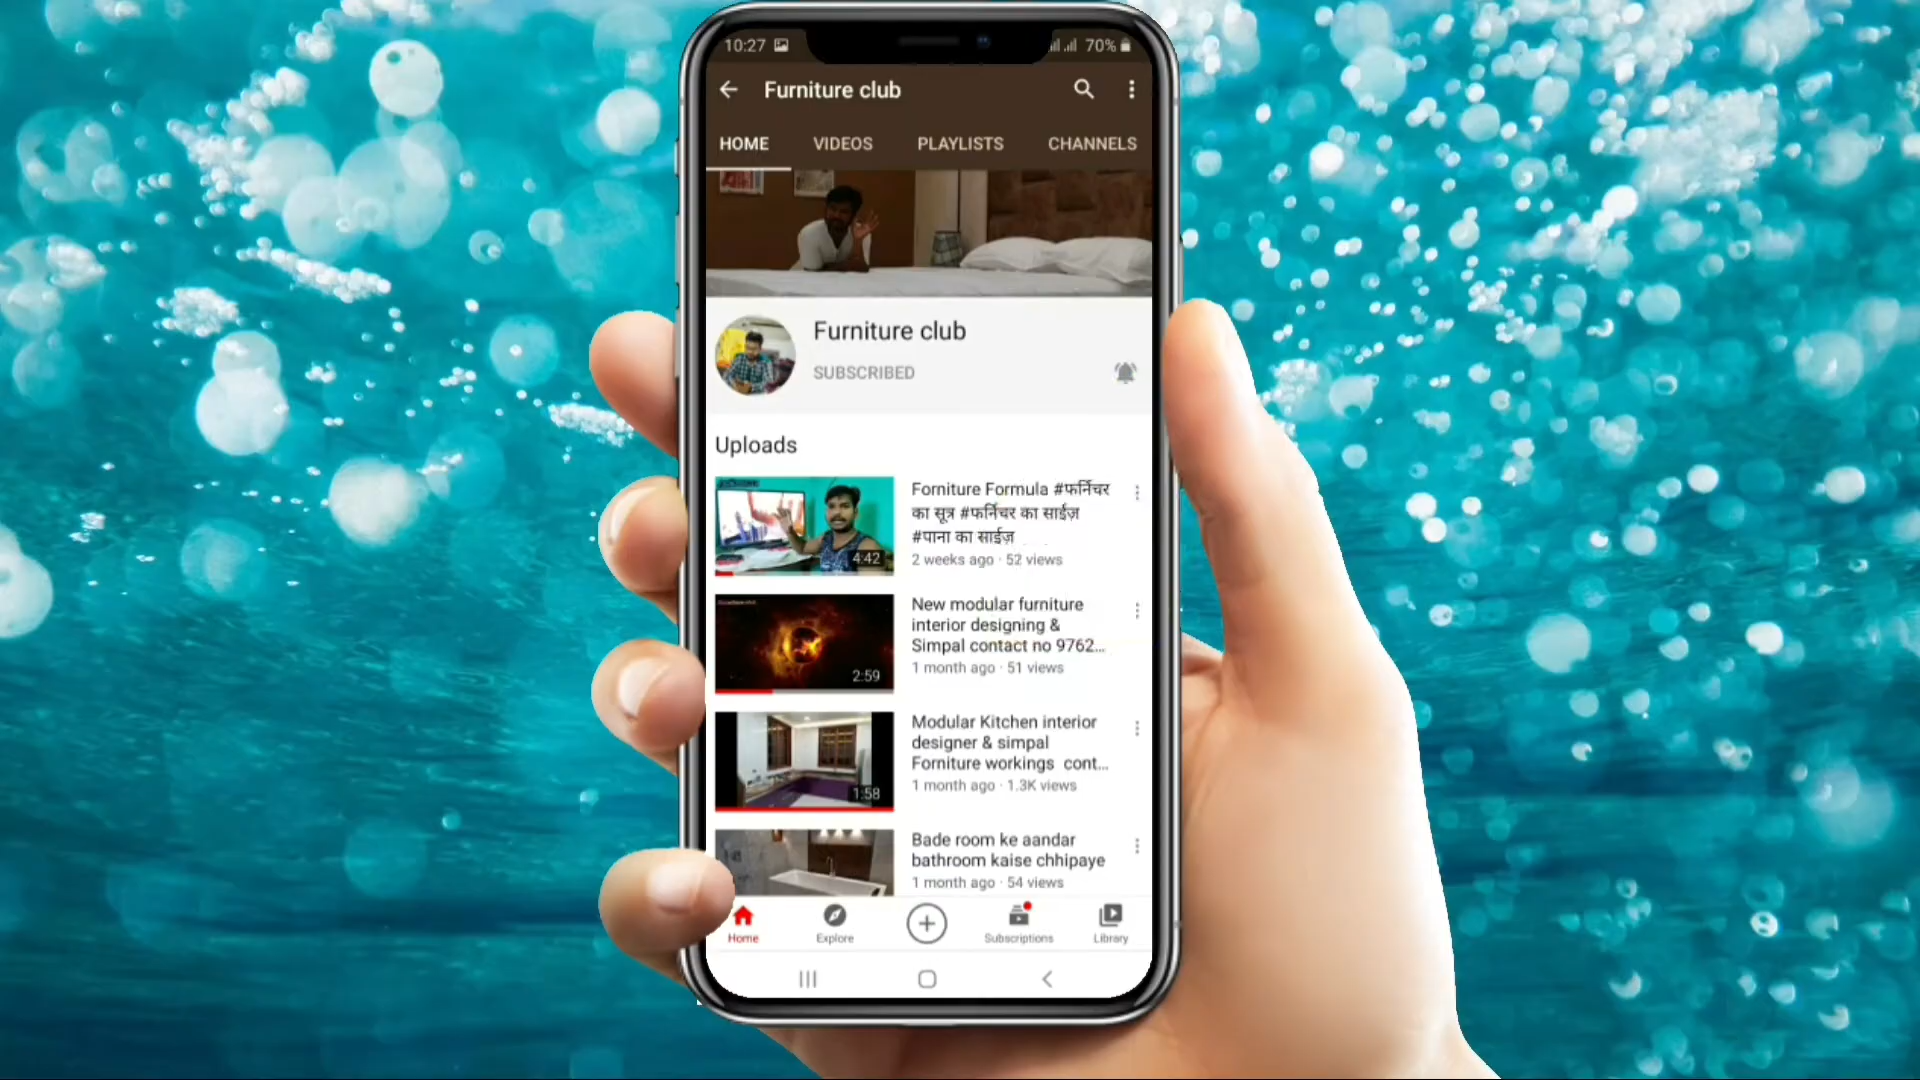 10:27
70%
Furniture club
HOME VIDEOS PLAYLISTS CHANNELS
Furniture club
SUBSCRIBED
Uploads
Forniture Formula #फर्निचर
का सूत्र #फर्निचर का साईज़
#पाना का साईज़
2 weeks ago · 52 views
4:42
New modular furniture
interior designing &
Simpal contact no 9762...
1 month ago · 51 views
2:59
Modular Kitchen interior
designer & simpal
Forniture workings cont...
1 month ago · 1.3K views
1:58
Bade room ke aandar
bathroom kaise chhipaye
1 month ago · 54 views
Home Explore Subscriptions Library